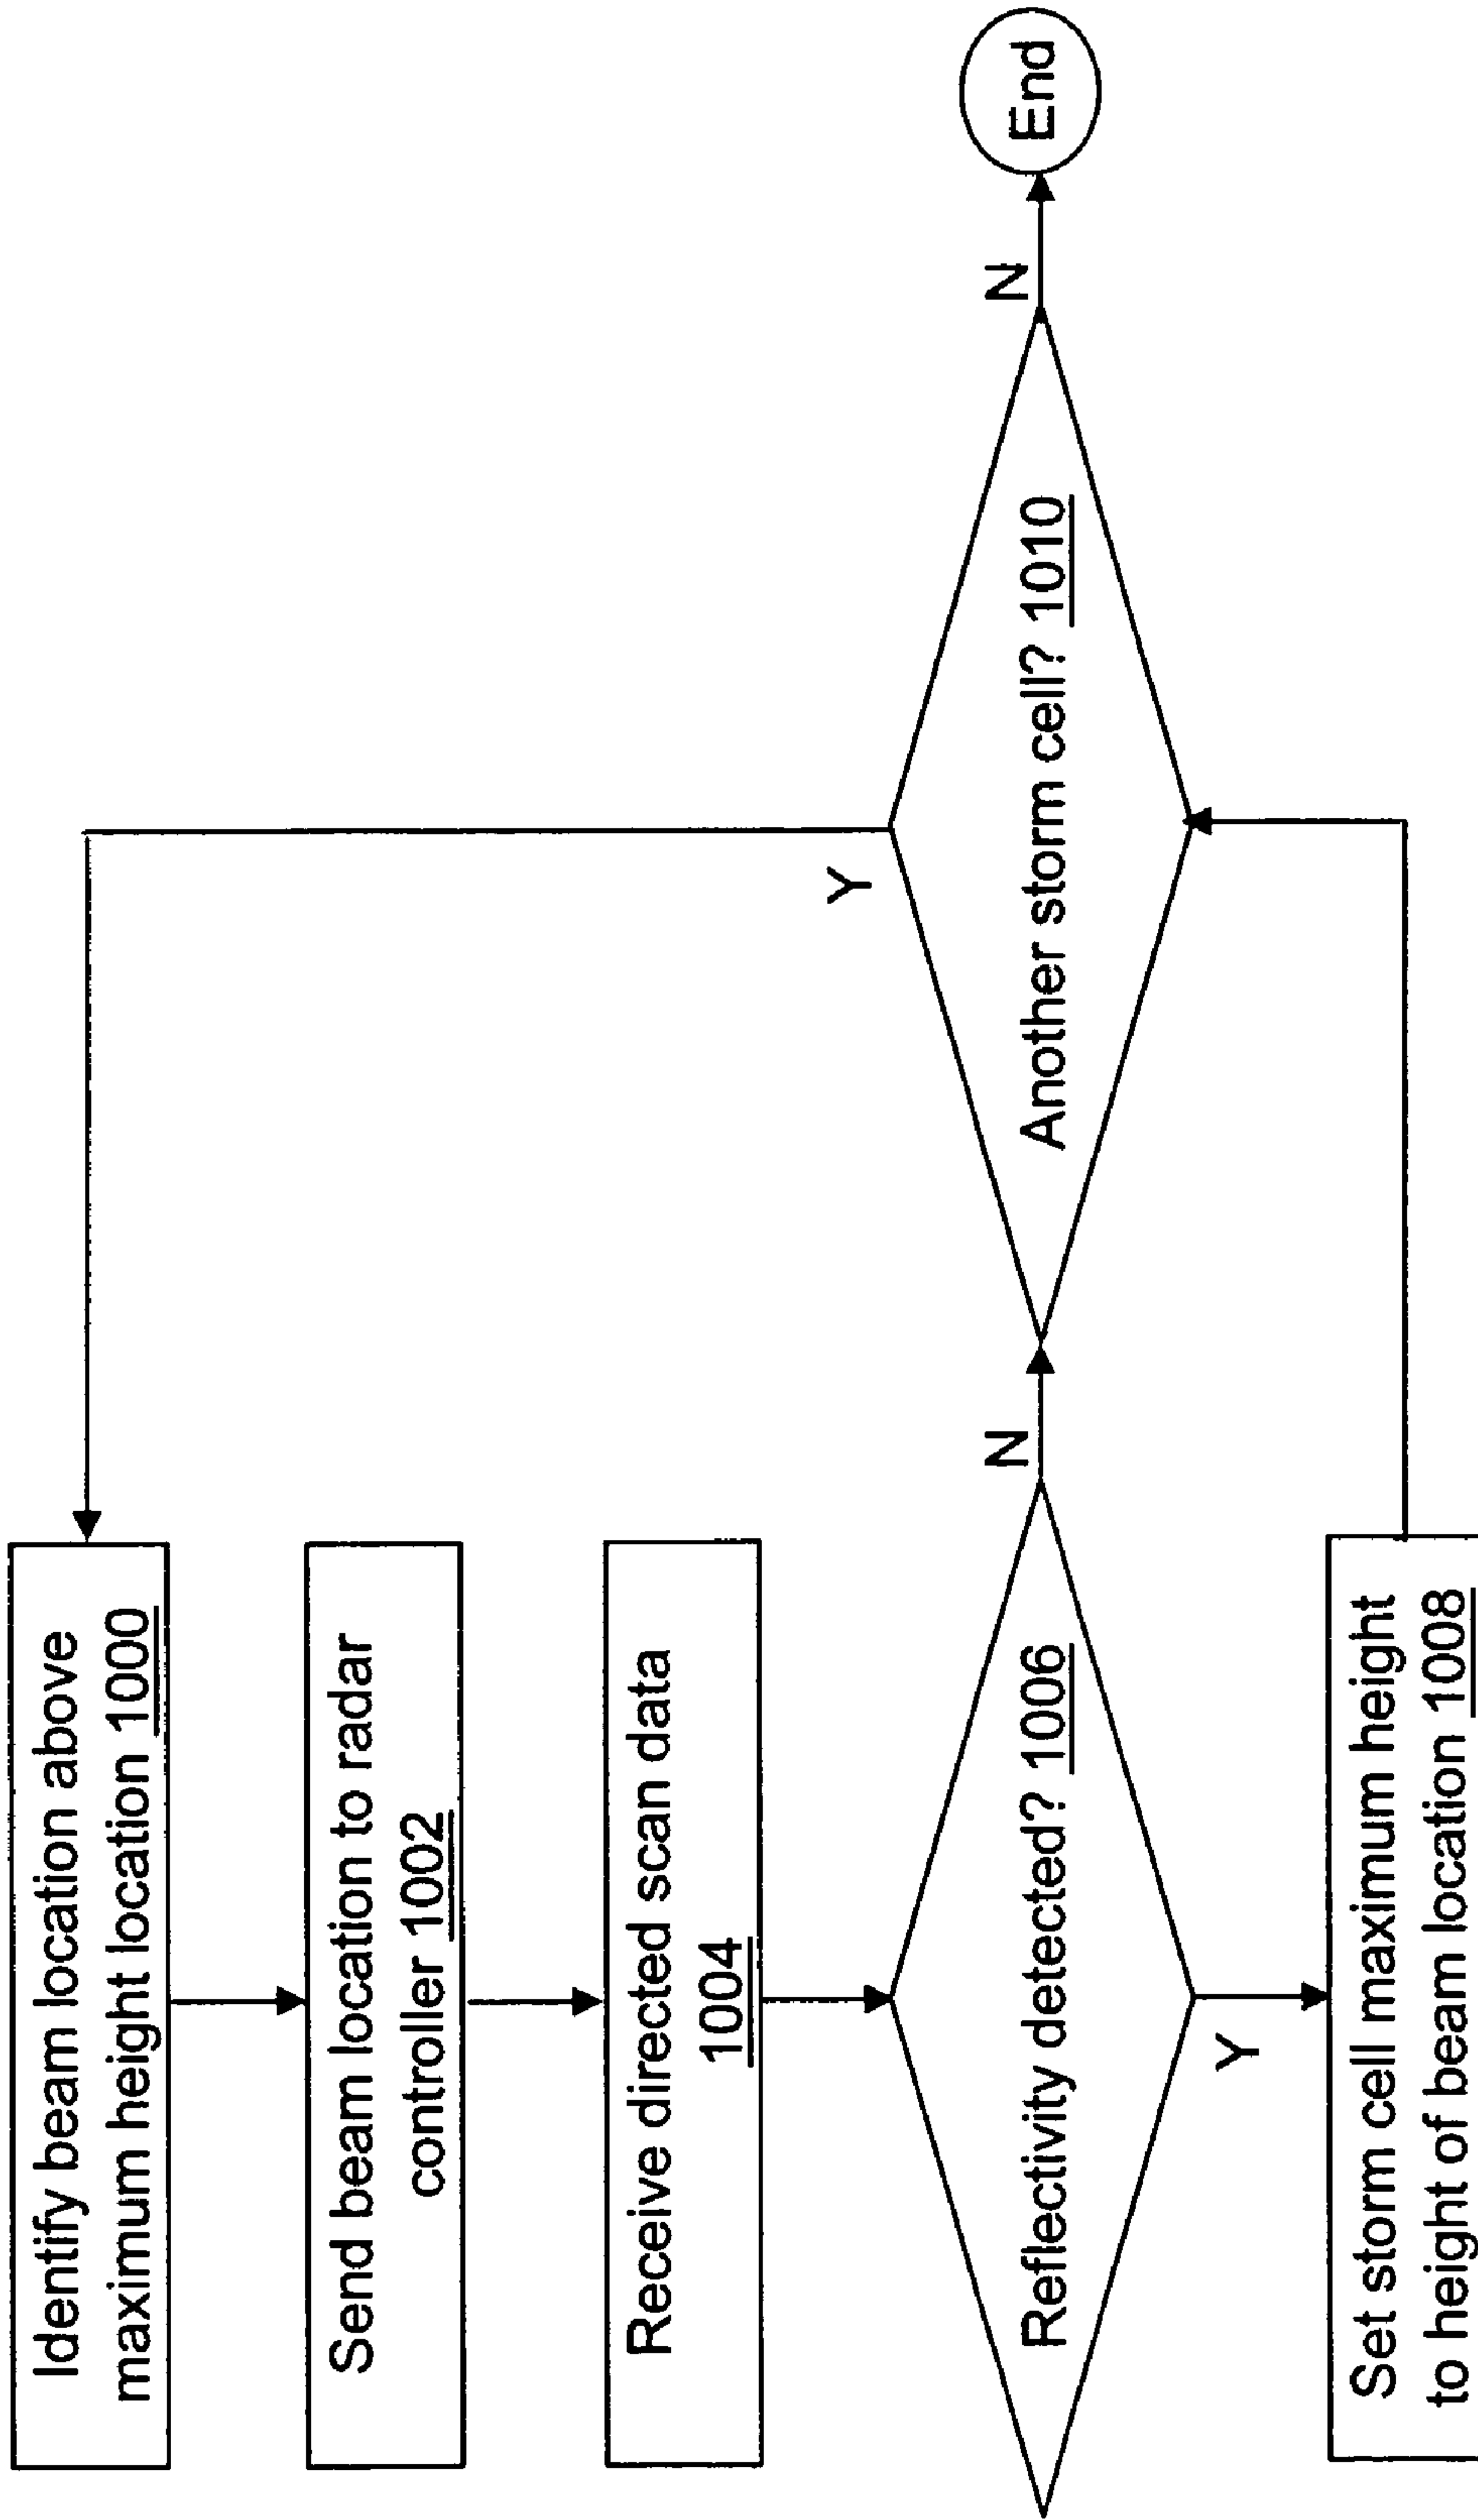 Identify beam location above
maximum height location 1000
Send beam location to radar
controller 1002
Receive directed scan data
1004
Reflectivity detected? 1006
N
Y
Set storm cell maximum height
to height of beam location 1008
Another storm cell? 1010
Y
N
End